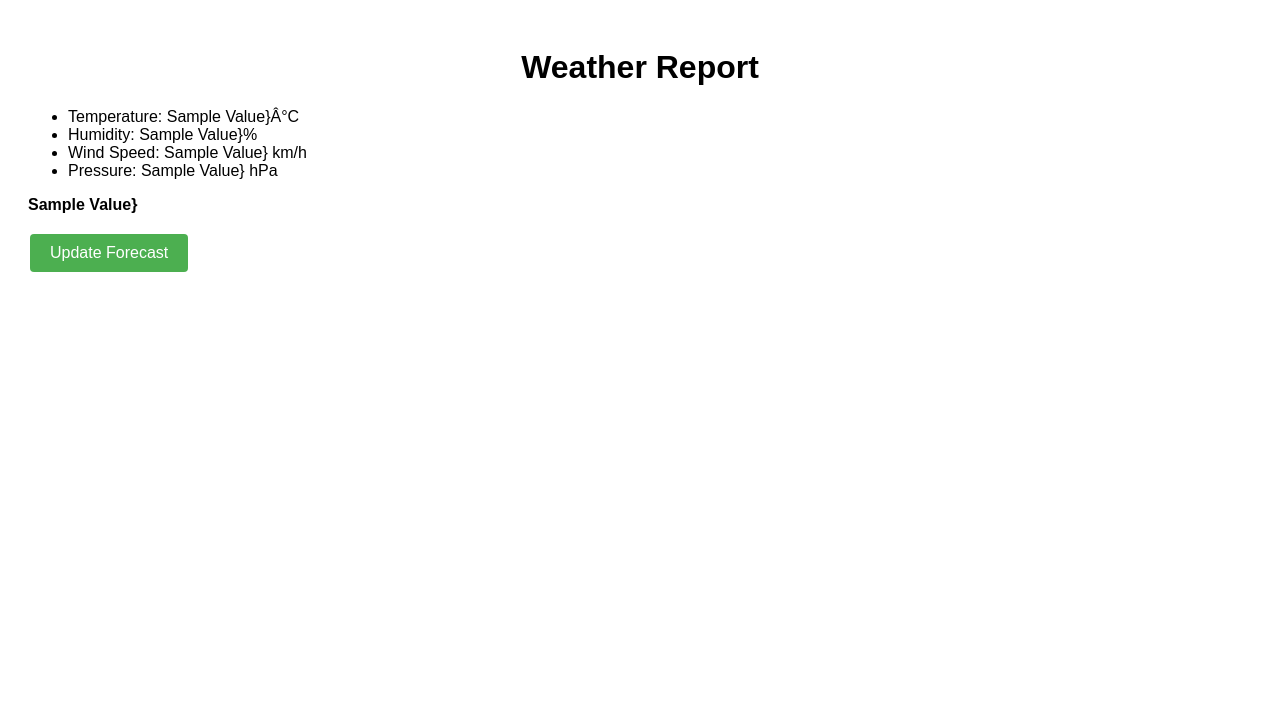 Weather Report
Temperature: Sample Value}Â°C
Humidity: Sample Value}%
Wind Speed: Sample Value} km/h
Pressure: Sample Value} hPa
Sample Value}
Update Forecast